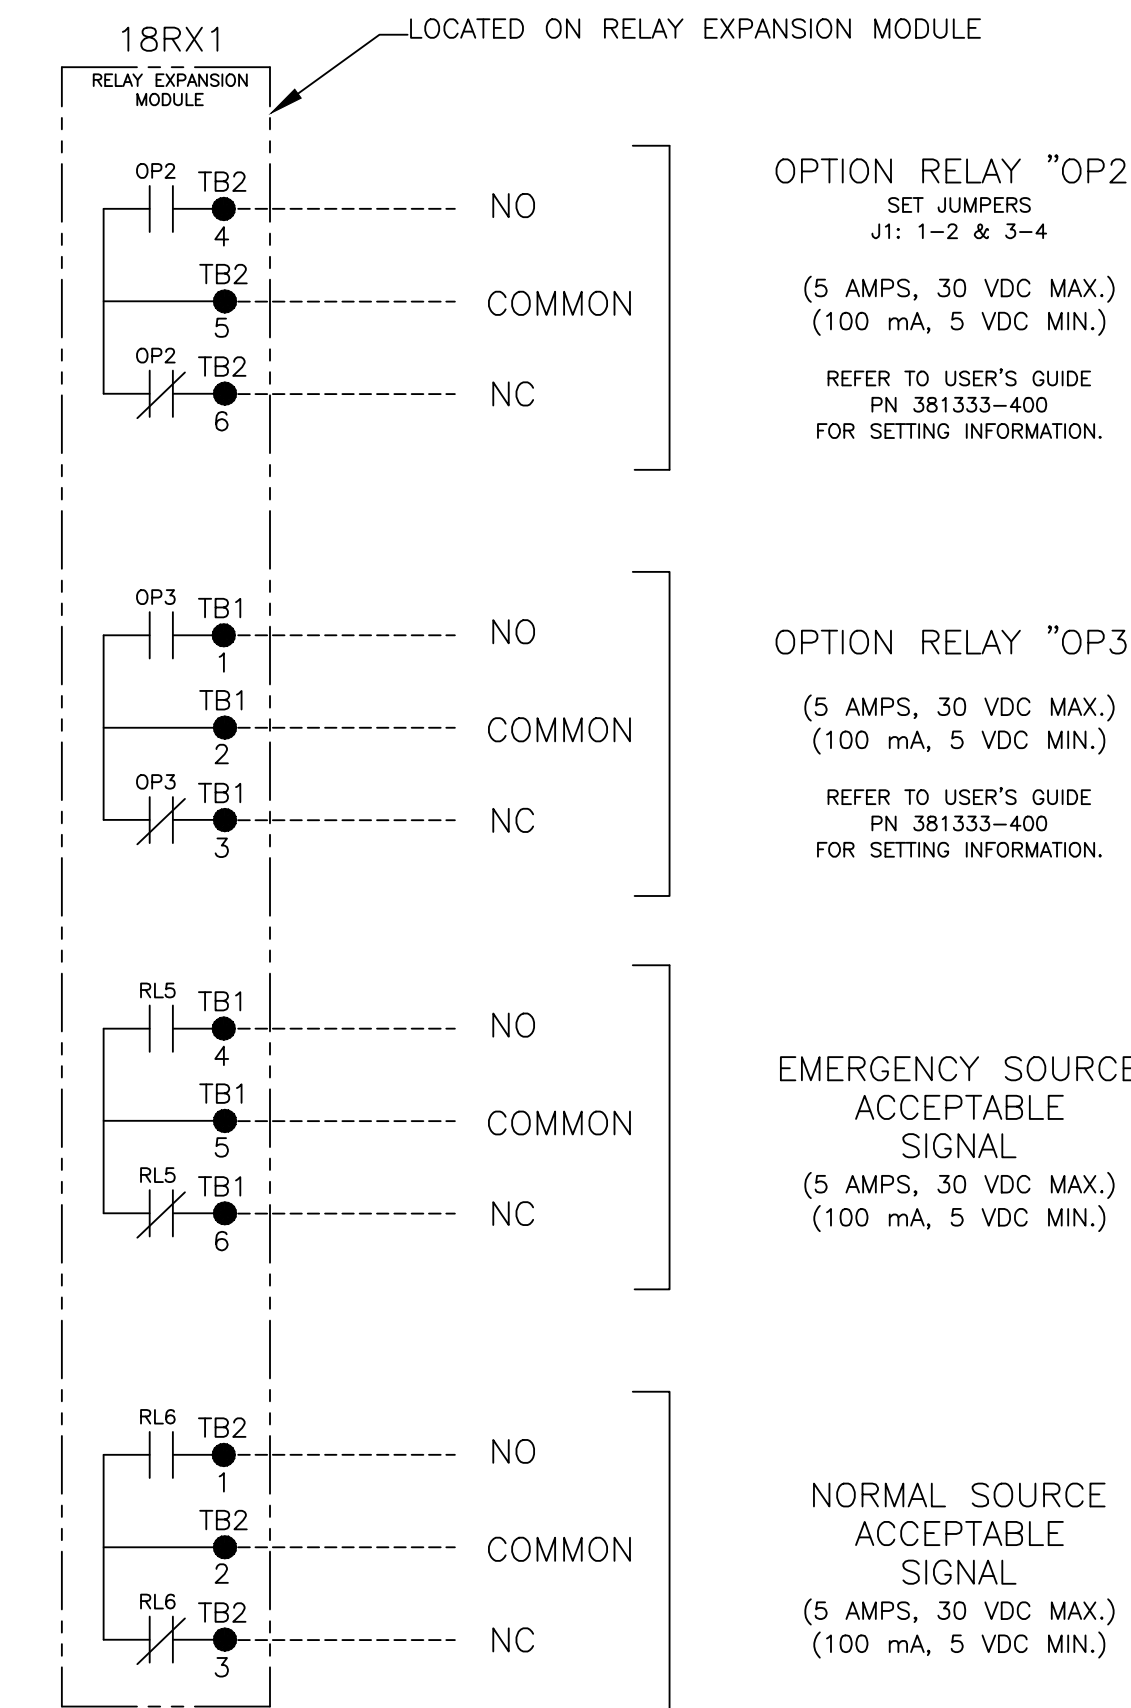 LOCATED ON RELAY EXPANSION MODULE
18RX1
RELAY EXPANSION
MODULE
OP2 TB2
4
NO
TB2
5
COMMON
OP2 TB2
6
NC
OPTION RELAY "OP2
SET JUMPERS
J1: 1-2 & 3-4
(5 AMPS, 30 VDC MAX.)
(100 mA, 5 VDC MIN.)
REFER TO USER'S GUIDE
PN 381333-400
FOR SETTING INFORMATION.
OP3 TB1
1
NO
TB1
2
COMMON
OP3 TB1
3
NC
OPTION RELAY "OP3
(5 AMPS, 30 VDC MAX.)
(100 mA, 5 VDC MIN.)
REFER TO USER'S GUIDE
PN 381333-400
FOR SETTING INFORMATION.
RL5 TB1
4
NO
TB1
5
COMMON
RL5 TB1
6
NC
EMERGENCY SOURCE
ACCEPTABLE
SIGNAL
(5 AMPS, 30 VDC MAX.)
(100 mA, 5 VDC MIN.)
RL6 TB2
1
NO
TB2
2
COMMON
RL6 TB2
3
NC
NORMAL SOURCE
ACCEPTABLE
SIGNAL
(5 AMPS, 30 VDC MAX.)
(100 mA, 5 VDC MIN.)